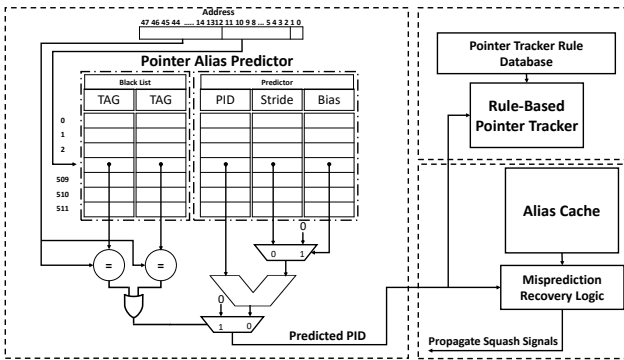 Address
47 46 45 44 ..... 14 1312 11 10 9 8 ... 5 4 3 2 1 0
Pointer Alias Predictor
Black List
Predictor
TAG
TAG
PID
Stride
Bias
0
1
2
509
510
511
=
=
0
0 1
0
1 0
Predicted PID
Pointer Tracker Rule
Database
Rule-Based
Pointer Tracker
Alias Cache
Misprediction
Recovery Logic
Propagate Squash Signals